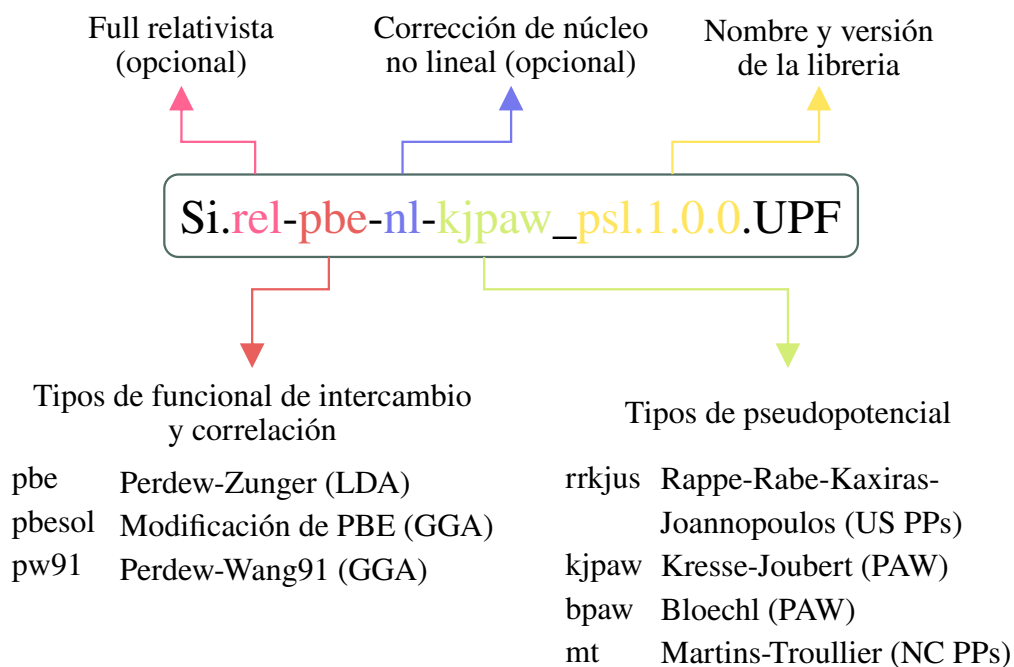 Full relativista
(opcional)
Corrección de núcleo
no lineal (opcional)
Nombre y versión
de la libreria
Si.rel-pbe-nl-kjpaw_psl.1.0.0.UPF
Tipos de funcional de intercambio
y correlación
pbe Perdew-Zunger (LDA)
pbesol Modificación de PBE (GGA)
pw91 Perdew-Wang91 (GGA)
Tipos de pseudopotencial
rrkjus Rappe-Rabe-Kaxiras-
Joannopoulos (US PPs)
kjpaw Kresse-Joubert (PAW)
bpaw Bloechl (PAW)
mt Martins-Troullier (NC PPs)